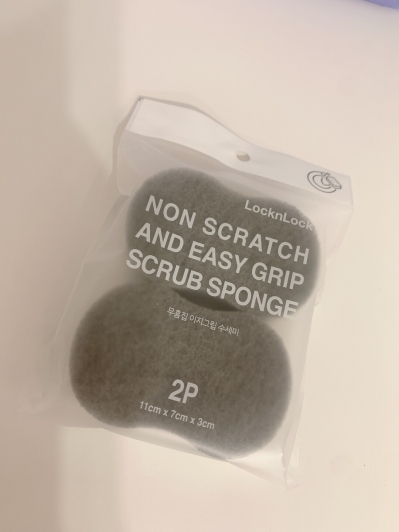 LocknLock
NON SCRATCH
AND EASY GRIP
SCRUB SPONGE
무흠집 이지그립 수세미
2P
11cm x 7cm x 3cm